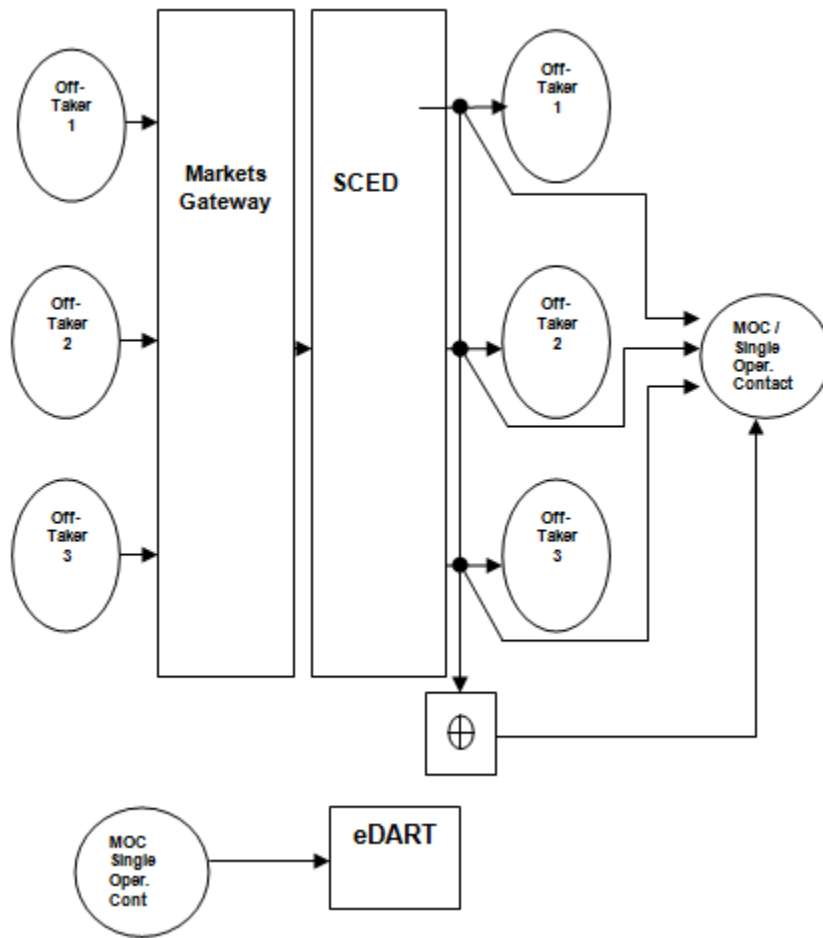 Off-
Taker
1
Markets
Gateway
SCED
Off-
Taker
1
Off-
Taker
2
Off-
Taker
2
MOC /
Single
Oper.
Contact
Off-
Taker
3
Off-
Taker
3
MOC
Single
Oper.
Cont
eDART